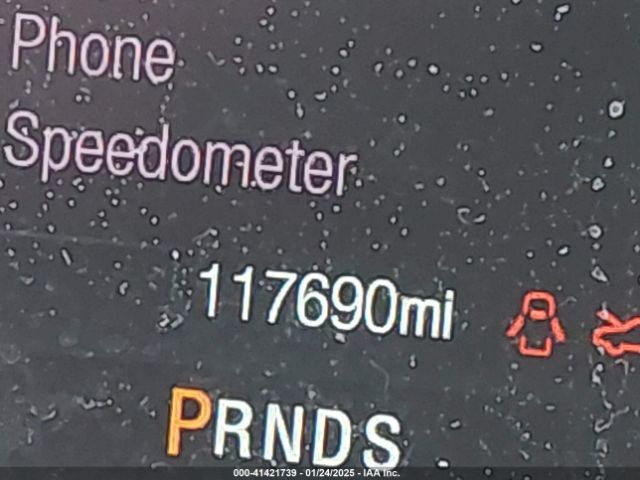 Phone
Speedometer
117690mi
PRNDS
000-41421739 - 01/24/2025 - IAA Inc.